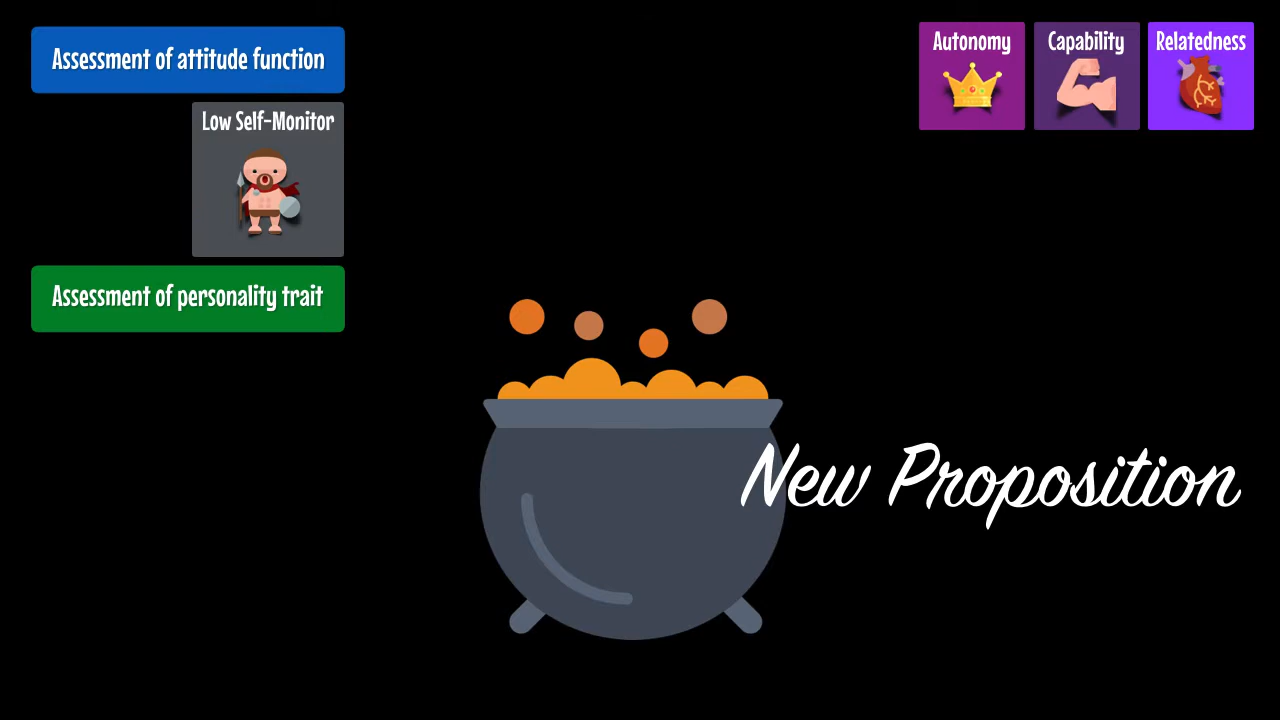 Assessment of attitude function
Low Self-Monitor
Assessment of personality trait
Autonomy
Capability
Relatedness
New Proposition